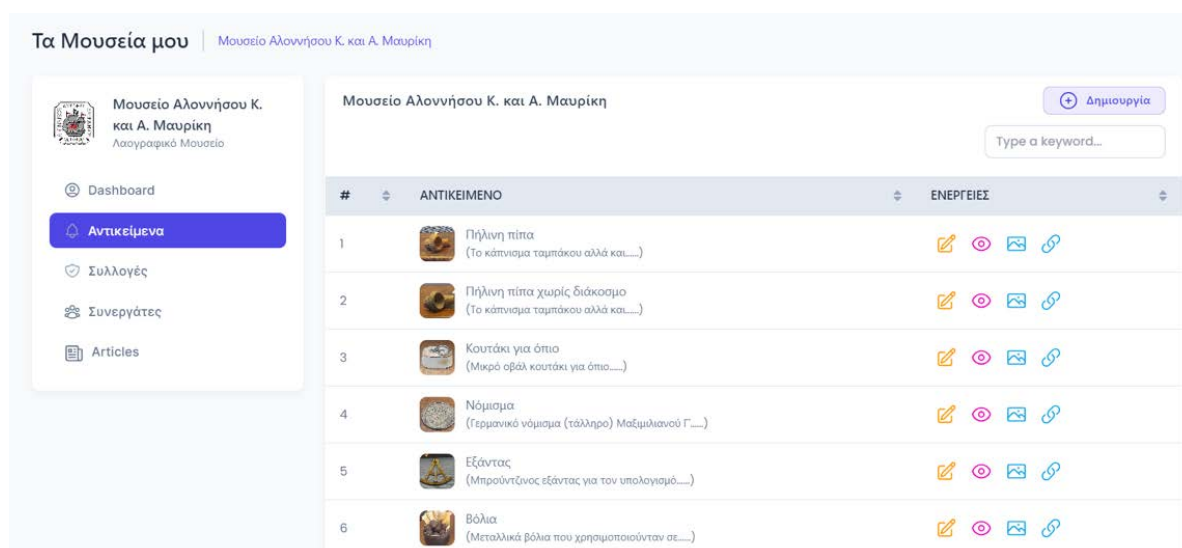 Τα Μουσεία μου
Μουσείο Αλοννήσου Κ. και Α. Μαυρίκη
Μουσείο Αλοννήσου Κ.
και Α. Μαυρίκη
Λαογραφικό Μουσείο
Dashboard
Αντικείμενα
Συλλογές
Συνεργάτες
Articles
Μουσείο Αλοννήσου Κ. και Α. Μαυρίκη
Δημιουργία
Type a keyword...
# ΑΝΤΙΚΕΙΜΕΝΟ ΕΝΕΡΓΕΙΕΣ
1 Πήλινη πίπα
(Το κάπνισμα ταμπάκου αλλά και......)
2 Πήλινη πίπα χωρίς διάκοσμο
(Το κάπνισμα ταμπάκου αλλά και......)
3 Κουτάκι για όπιο
(Μικρό οβάλ κουτάκι για όπιο......)
4 Νόμισμα
(Γερμανικό νόμισμα (τάλληρο) Μαξιμιλιανού Γ'......)
5 Εξάντας
(Μπρούντζινος εξάντας για τον υπολογισμό......)
6 Βόλια
(Μεταλλικά βόλια που χρησιμοποιούνταν σε......)